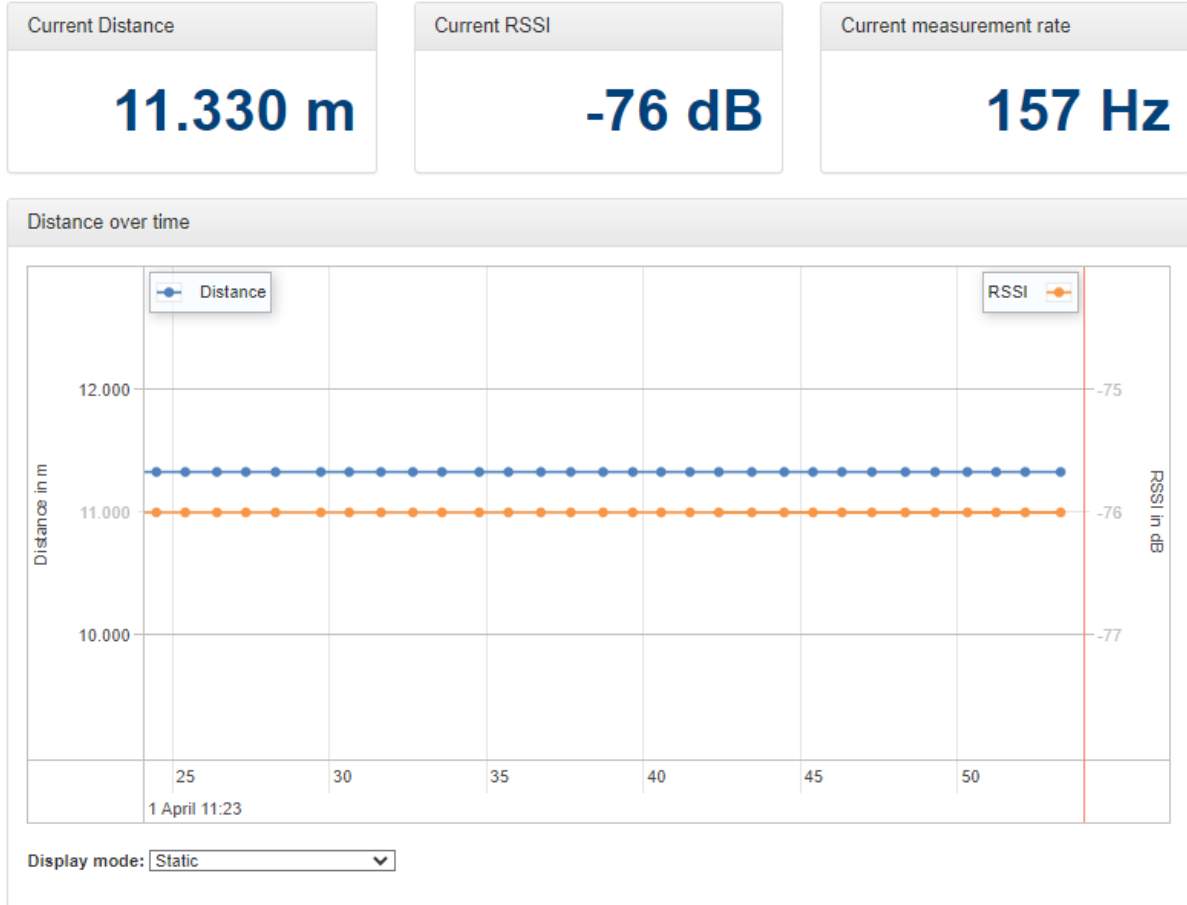 Current Distance
11.330 m
Current RSSI
-76 dB
Current measurement rate
157 Hz
Distance over time
Distance
RSSI
12.000
11.000
10.000
Distance in m
-75
-76
-77
RSSI in dB
25 30 35 40 45 50
1 April 11:23
Display mode: Static